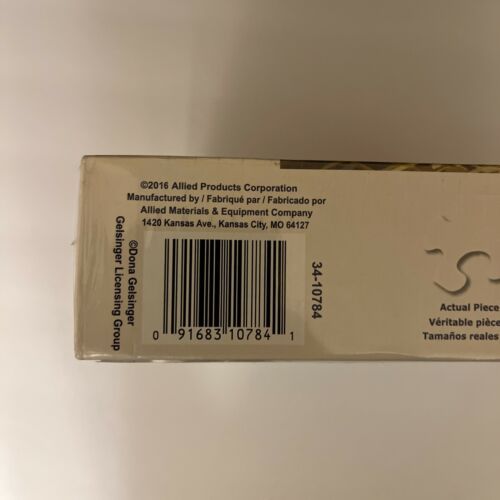 ©2016 Allied Products Corporation
Manufactured by / Fabriqué par / Fabricado por
Allied Materials & Equipment Company
1420 Kansas Ave., Kansas City, MO 64127
©Dona Gelsinger
Gelsinger Licensing Group
34-10784
0 91683 10784 1
Actual Piece
Véritable pièce
Tamaños reales